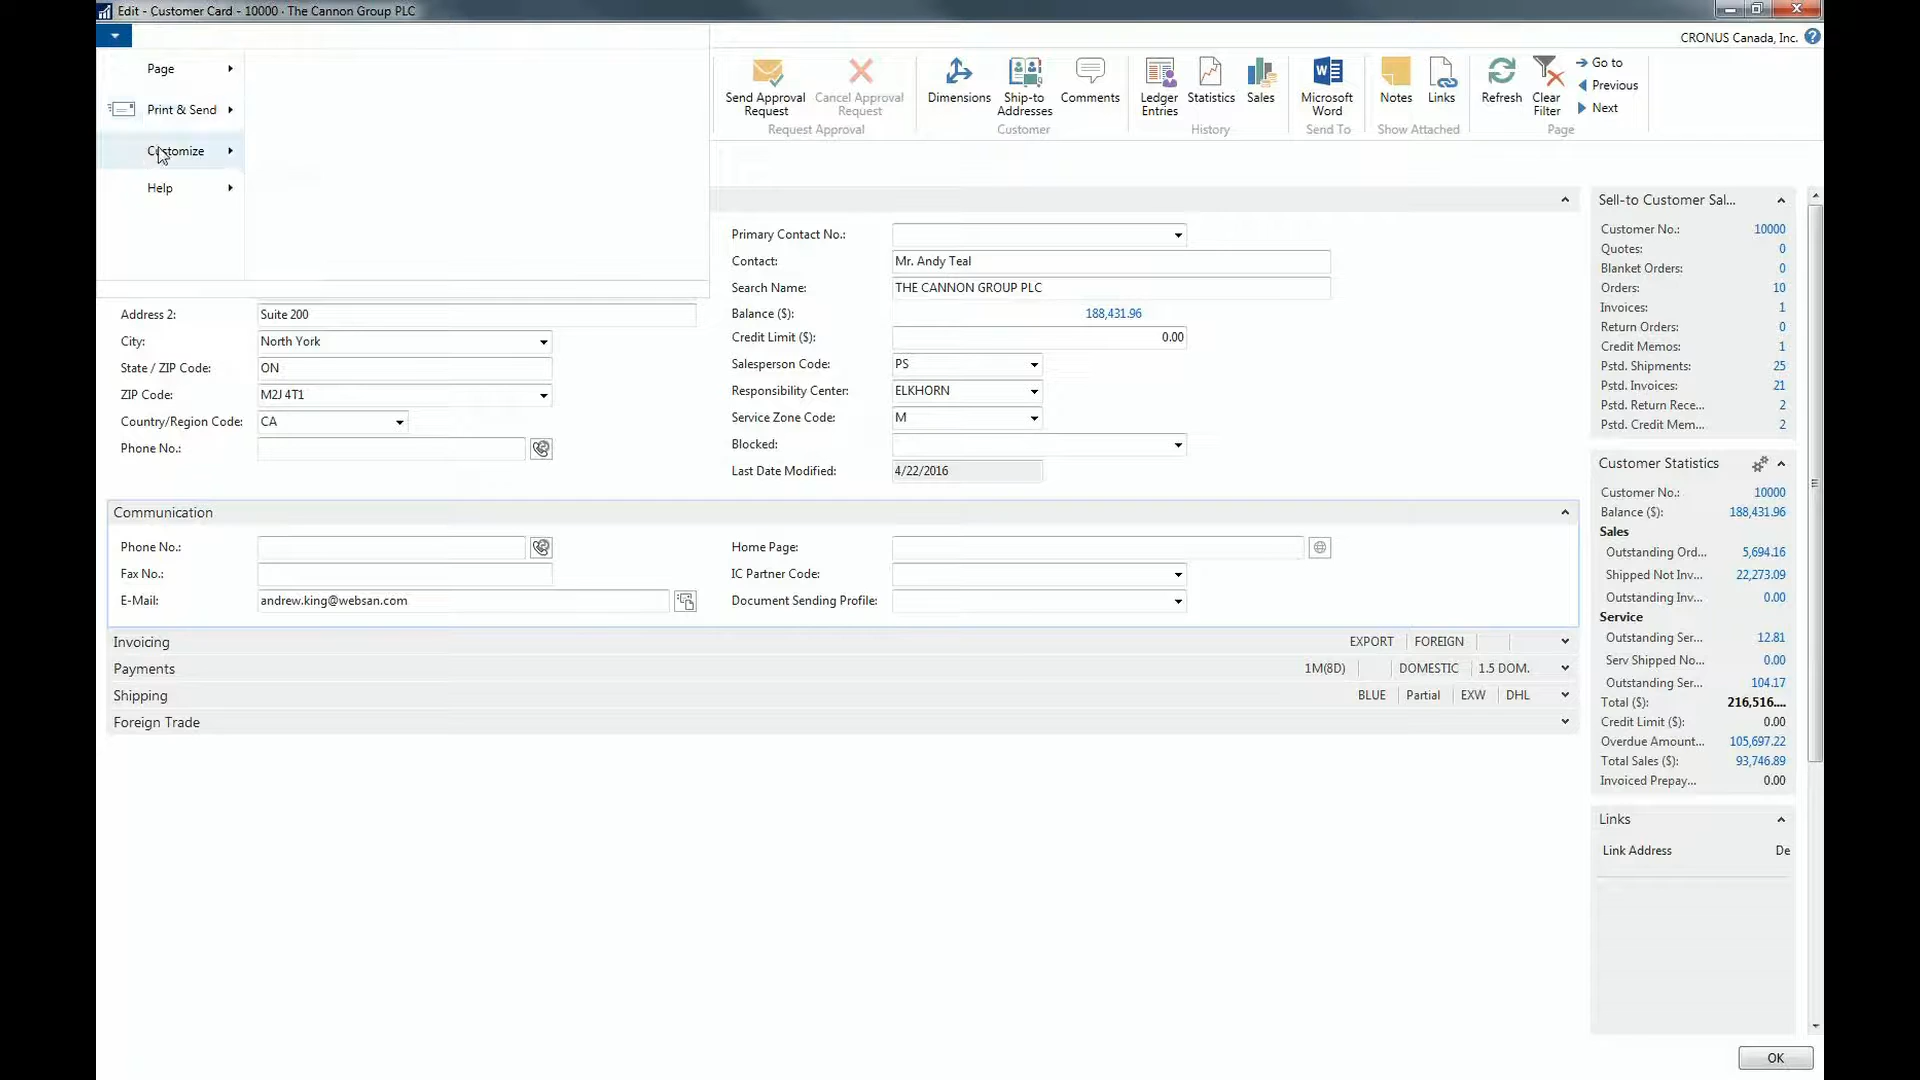 Edit - Customer Card - 10000 · The Cannon Group PLC
CRONUS Canada, Inc.
Page
Print & Send
Customize
Help
Send Approval Request
Cancel Approval Request
Request Approval
Dimensions
Ship-to Addresses
Comments
Customer
Ledger Entries
Statistics
Sales
History
Microsoft Word
Send To
Notes
Links
Show Attached
Refresh
Clear Filter
Go to
Previous
Next
Page
Address 2: Suite 200
City: North York
State / ZIP Code: ON
ZIP Code: M2J 4T1
Country/Region Code: CA
Phone No.:
Primary Contact No.:
Contact: Mr. Andy Teal
Search Name: THE CANNON GROUP PLC
Balance ($): 188,431.96
Credit Limit ($): 0.00
Salesperson Code: PS
Responsibility Center: ELKHORN
Service Zone Code: M
Blocked:
Last Date Modified: 4/22/2016
Communication
Phone No.:
Fax No.:
E-Mail: andrew.king@websan.com
Home Page:
IC Partner Code:
Document Sending Profile:
Invoicing EXPORT FOREIGN
Payments 1M(8D) DOMESTIC 1.5 DOM.
Shipping BLUE Partial EXW DHL
Foreign Trade
Sell-to Customer Sal...
Customer No.: 10000
Quotes: 0
Blanket Orders: 0
Orders: 10
Invoices: 1
Return Orders: 0
Credit Memos: 1
Pstd. Shipments: 25
Pstd. Invoices: 21
Pstd. Return Rece... 2
Pstd. Credit Mem... 2
Customer Statistics
Customer No.: 10000
Balance ($): 188,431.96
Sales
Outstanding Ord... 5,694.16
Shipped Not Inv... 22,273.09
Outstanding Inv... 0.00
Service
Outstanding Ser... 12.81
Serv Shipped No... 0.00
Outstanding Ser... 104.17
Total ($): 216,516....
Credit Limit ($): 0.00
Overdue Amount... 105,697.22
Total Sales ($): 93,746.89
Invoiced Prepay... 0.00
Links
Link Address De
OK